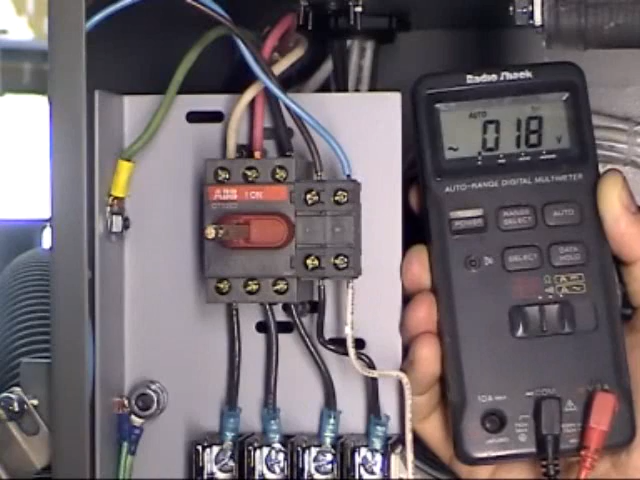 Radio Shack
AUTO
018
V
AUTO-RANGE DIGITAL MULTIMETER
POWER
RANGE SELECT
AUTO
SELECT
DATA HOLD
ABB I ON
10A
COM